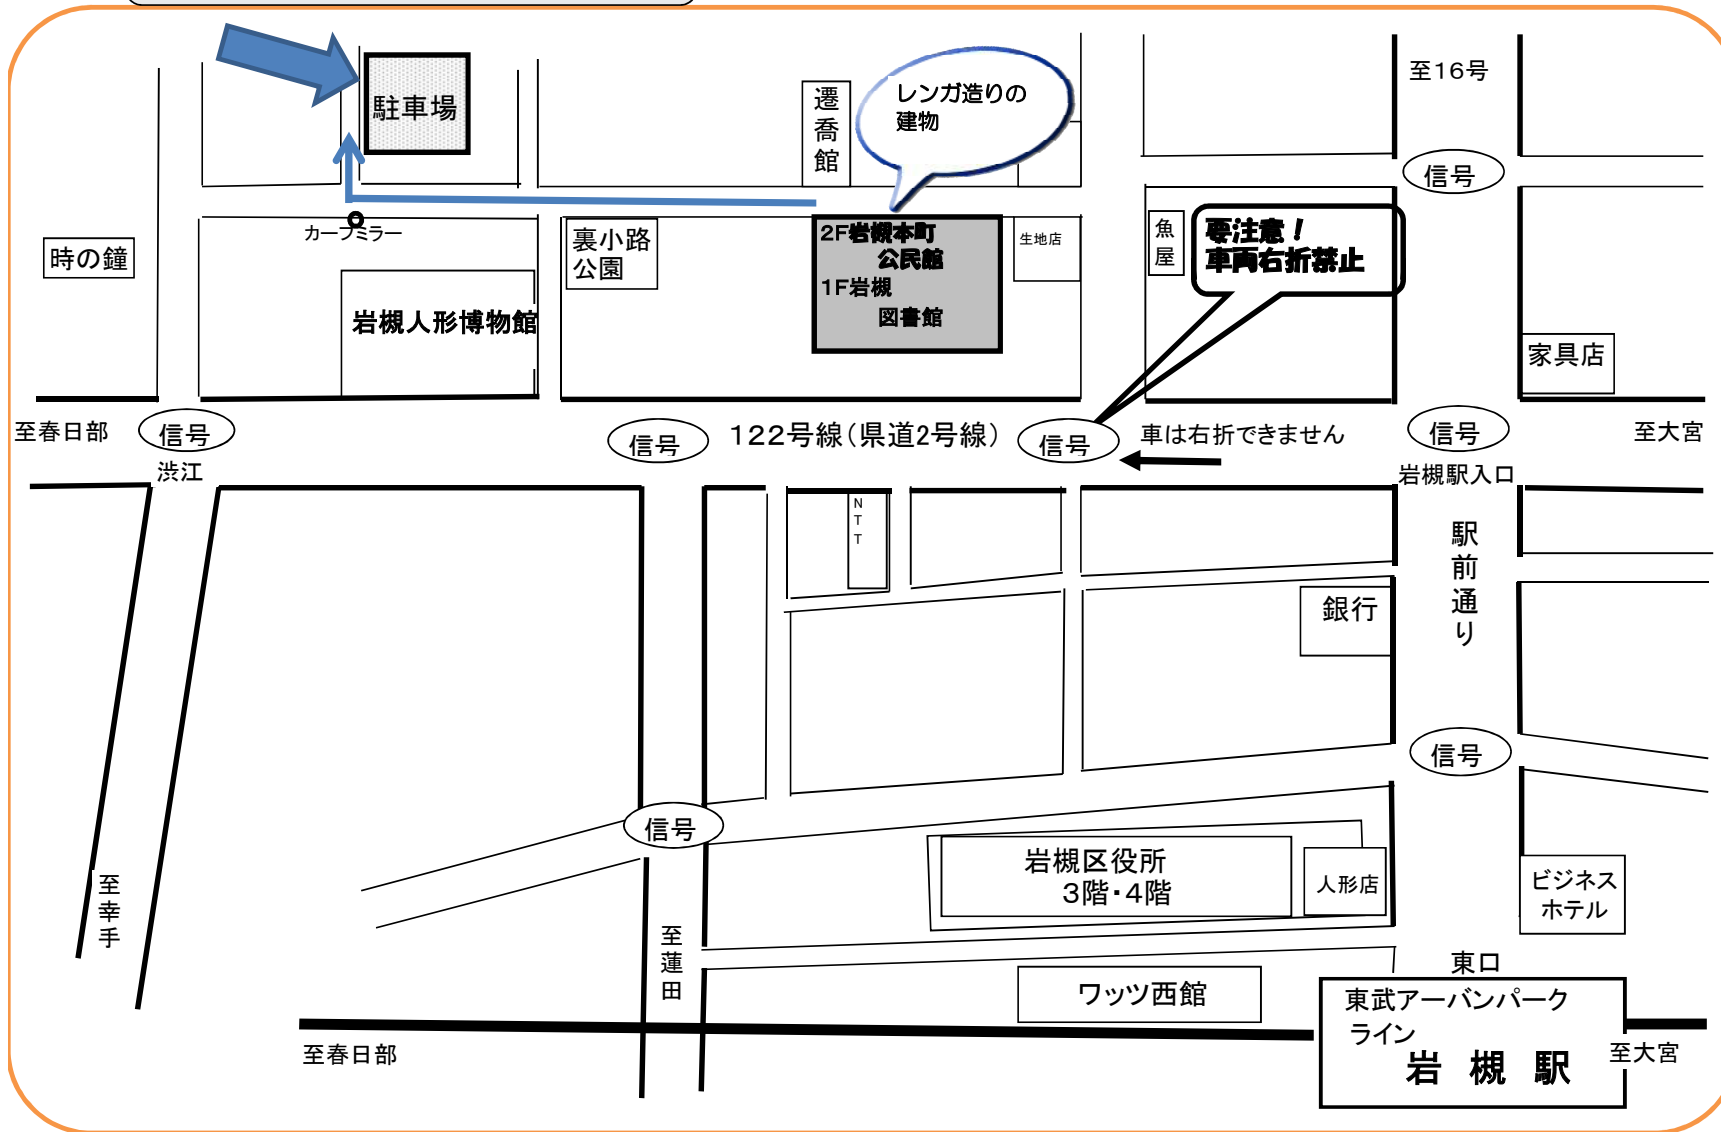 至16号
駐車場
遷喬館
レンガ造りの
建物
信号
カーブミラー
時の鐘
裏小路
公園
2F岩槻本町
公民館
1F岩槻
図書館
生地店
魚屋
要注意！
車両右折禁止
岩槻人形博物館
家具店
至春日部
信号
渋江
信号
122号線（県道2号線）
信号
車は右折できません
信号
岩槻駅入口
至大宮
NTT
駅前通り
銀行
信号
信号
岩槻区役所
3階・4階
人形店
ビジネス
ホテル
至幸手
至蓮田
東口
ワッツ西館
東武アーバンパーク
ライン
岩 槻 駅
至春日部
至大宮